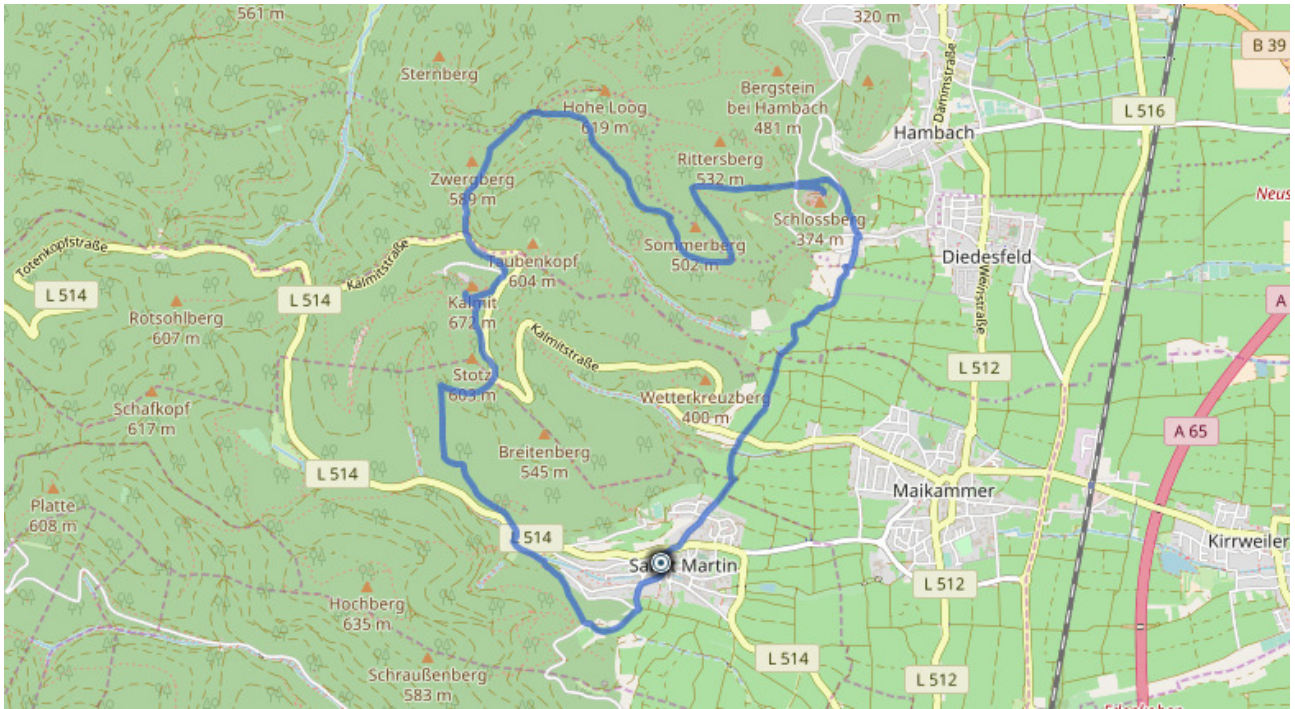 561 m
320 m
B 39
Sternberg
Bergstein
bei Hambach
481 m
Dammstraße
L 516
Hohe Loog
619 m
Hambach
Rittersberg
532 m
Zwergberg
589 m
Schlossberg
374 m
Totenkopfstraße
Kalmitstraße
Sommerberg
502 m
Diedesfeld
Weinstraße
Taubenkopf
604 m
L 514
L 514
Kalmit
672 m
A
Rotsohlberg
607 m
Kalmitstraße
L 512
Stotz
603 m
Wetterkreuzberg
400 m
Schafkopf
617 m
A 65
Breitenberg
545 m
L 514
Maikammer
Platte
608 m
514
Kirrweiler
Sankt Martin
L 512
Hochberg
635 m
L 514
Schraußenberg
583 m
L 512